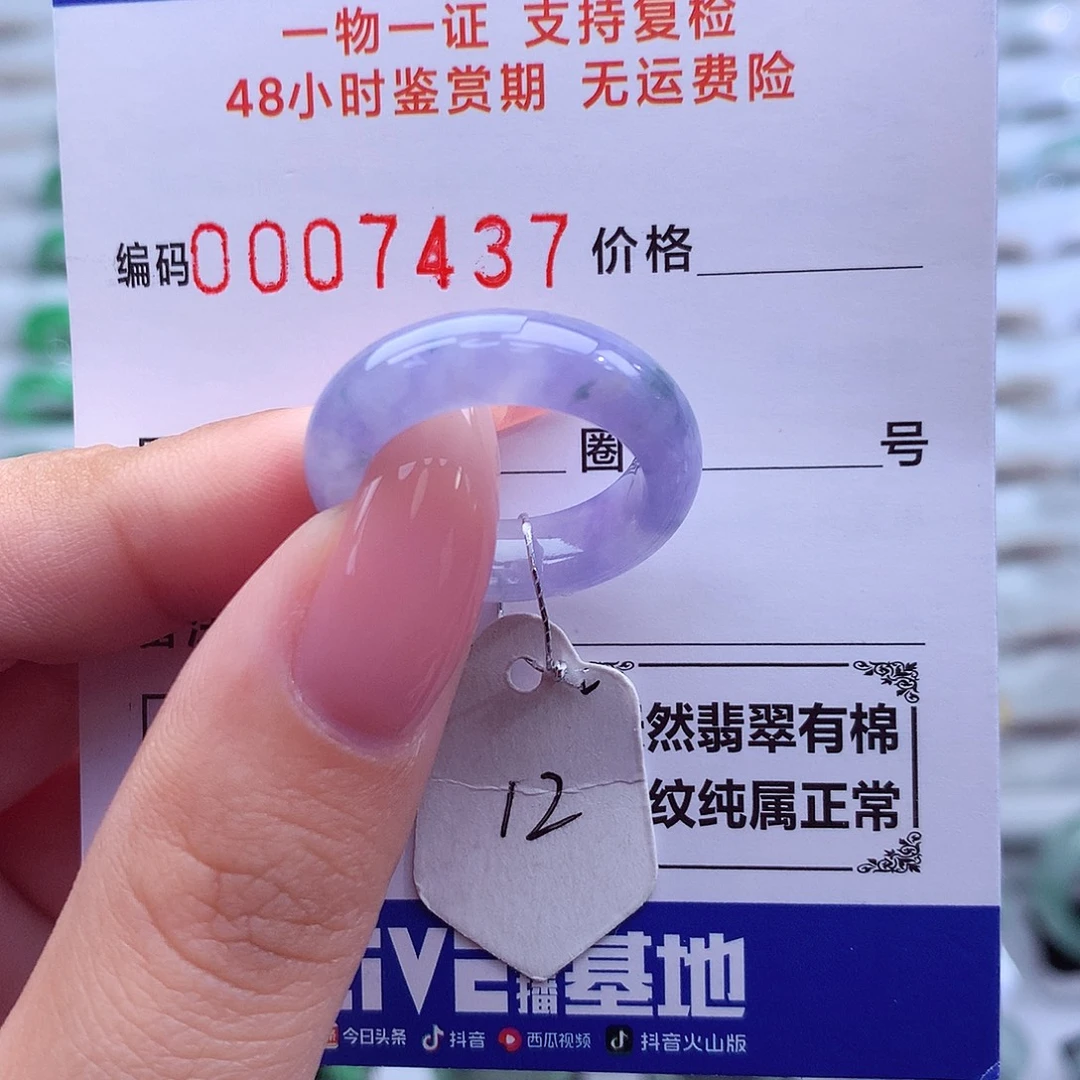 一物一证 支持复检
48小时鉴赏期 无运费险
编码0007437 价格
圈 号
12
然翡翠有棉
纹纯属正常
播基地
今日头条 抖音 西瓜视频 抖音火山版